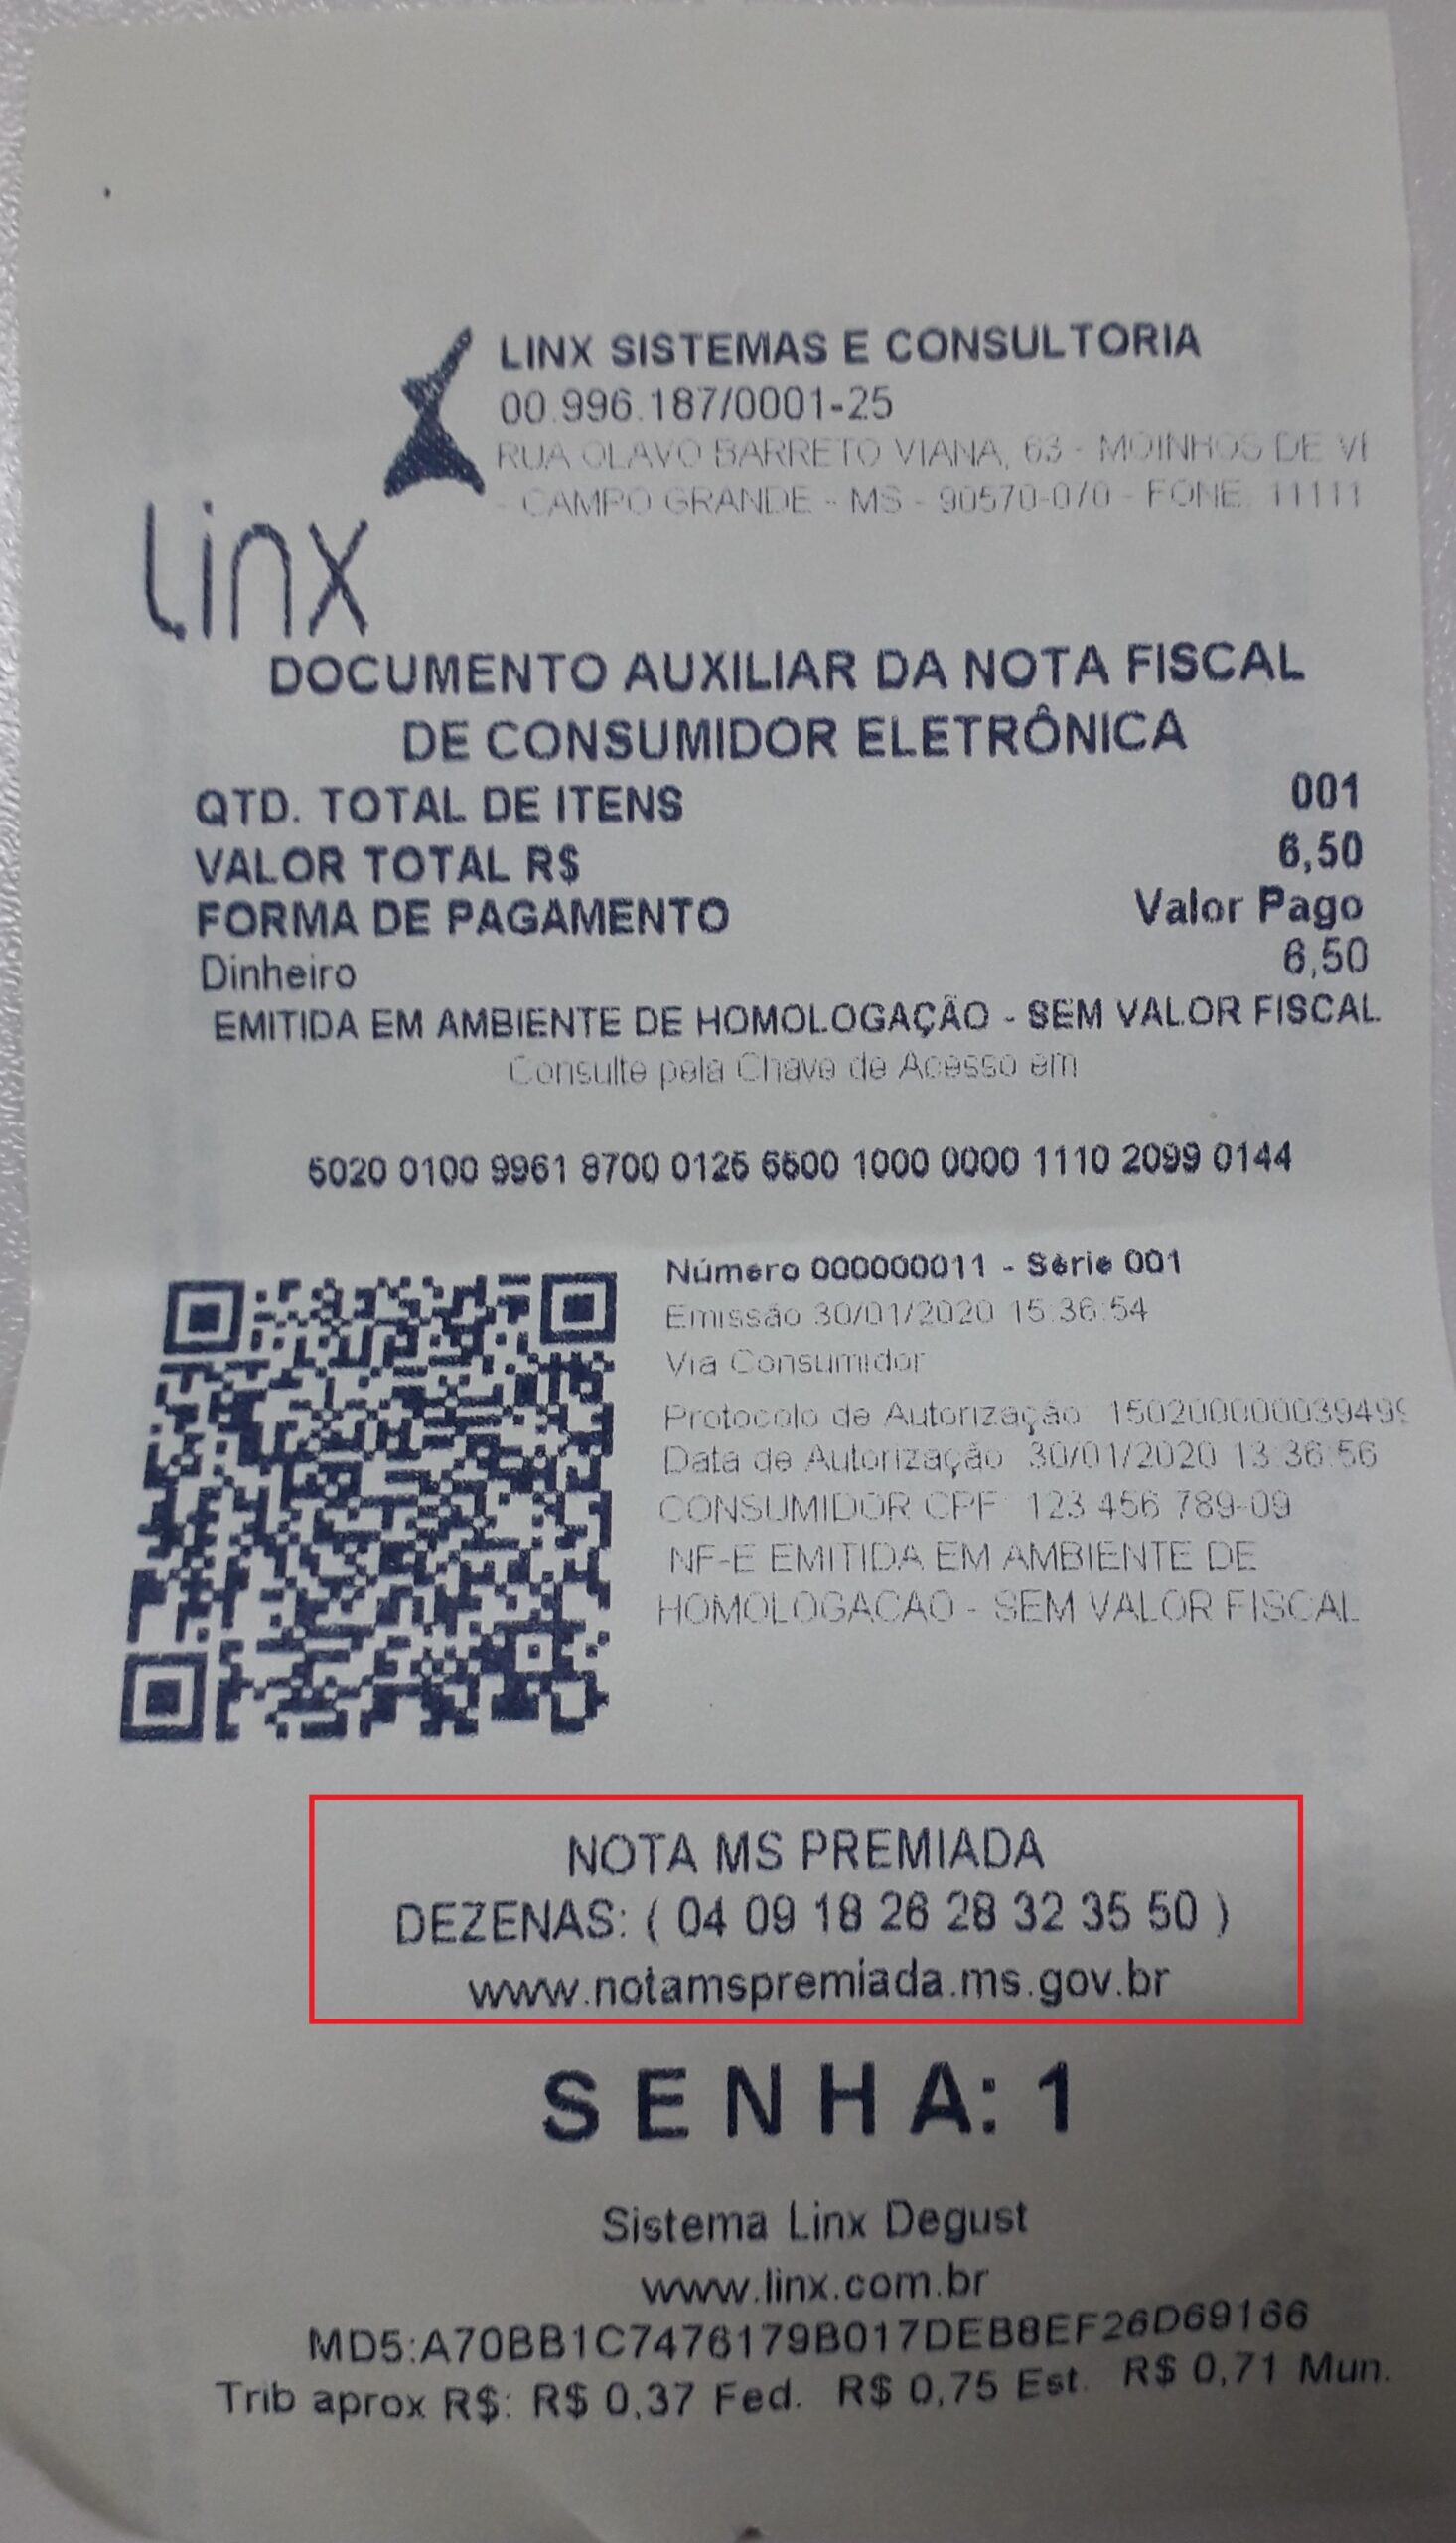 LINX SISTEMAS E CONSULTORIA
00.996.187/0001-25
RUA OLAVO BARRETO VIANA, 63 - MOINHOS DE VI
- CAMPO GRANDE - MS - 90570-070 - FONE: 11111
Linx
DOCUMENTO AUXILIAR DA NOTA FISCAL
DE CONSUMIDOR ELETRÔNICA
QTD. TOTAL DE ITENS 001
VALOR TOTAL R$ 6,50
FORMA DE PAGAMENTO Valor Pago
Dinheiro 6,50
EMITIDA EM AMBIENTE DE HOMOLOGAÇÃO - SEM VALOR FISCAL
Consulte pela Chave de Acesso em
5020 0100 9961 8700 0125 6500 1000 0000 1110 2099 0144
Número 000000011 - Série 001
Emissão 30/01/2020 15:36:54
Via Consumidor
Protocolo de Autorização
Data de Autorização 30/01/2020 13:36:56
CONSUMIDOR CPF: 123.456.789-09
NF-E EMITIDA EM AMBIENTE DE
HOMOLOGACAO - SEM VALOR FISCAL
NOTA MS PREMIADA
DEZENAS: ( 04 09 18 26 28 32 35 50 )
www.notamspremiada.ms.gov.br
SENHA: 1
Sistema Linx Degust
www.linx.com.br
MD5:A70BB1C7476179B017DEB8EF26D69166
Trib aprox R$: R$ 0,37 Fed. R$ 0,75 Est. R$ 0,71 Mun.